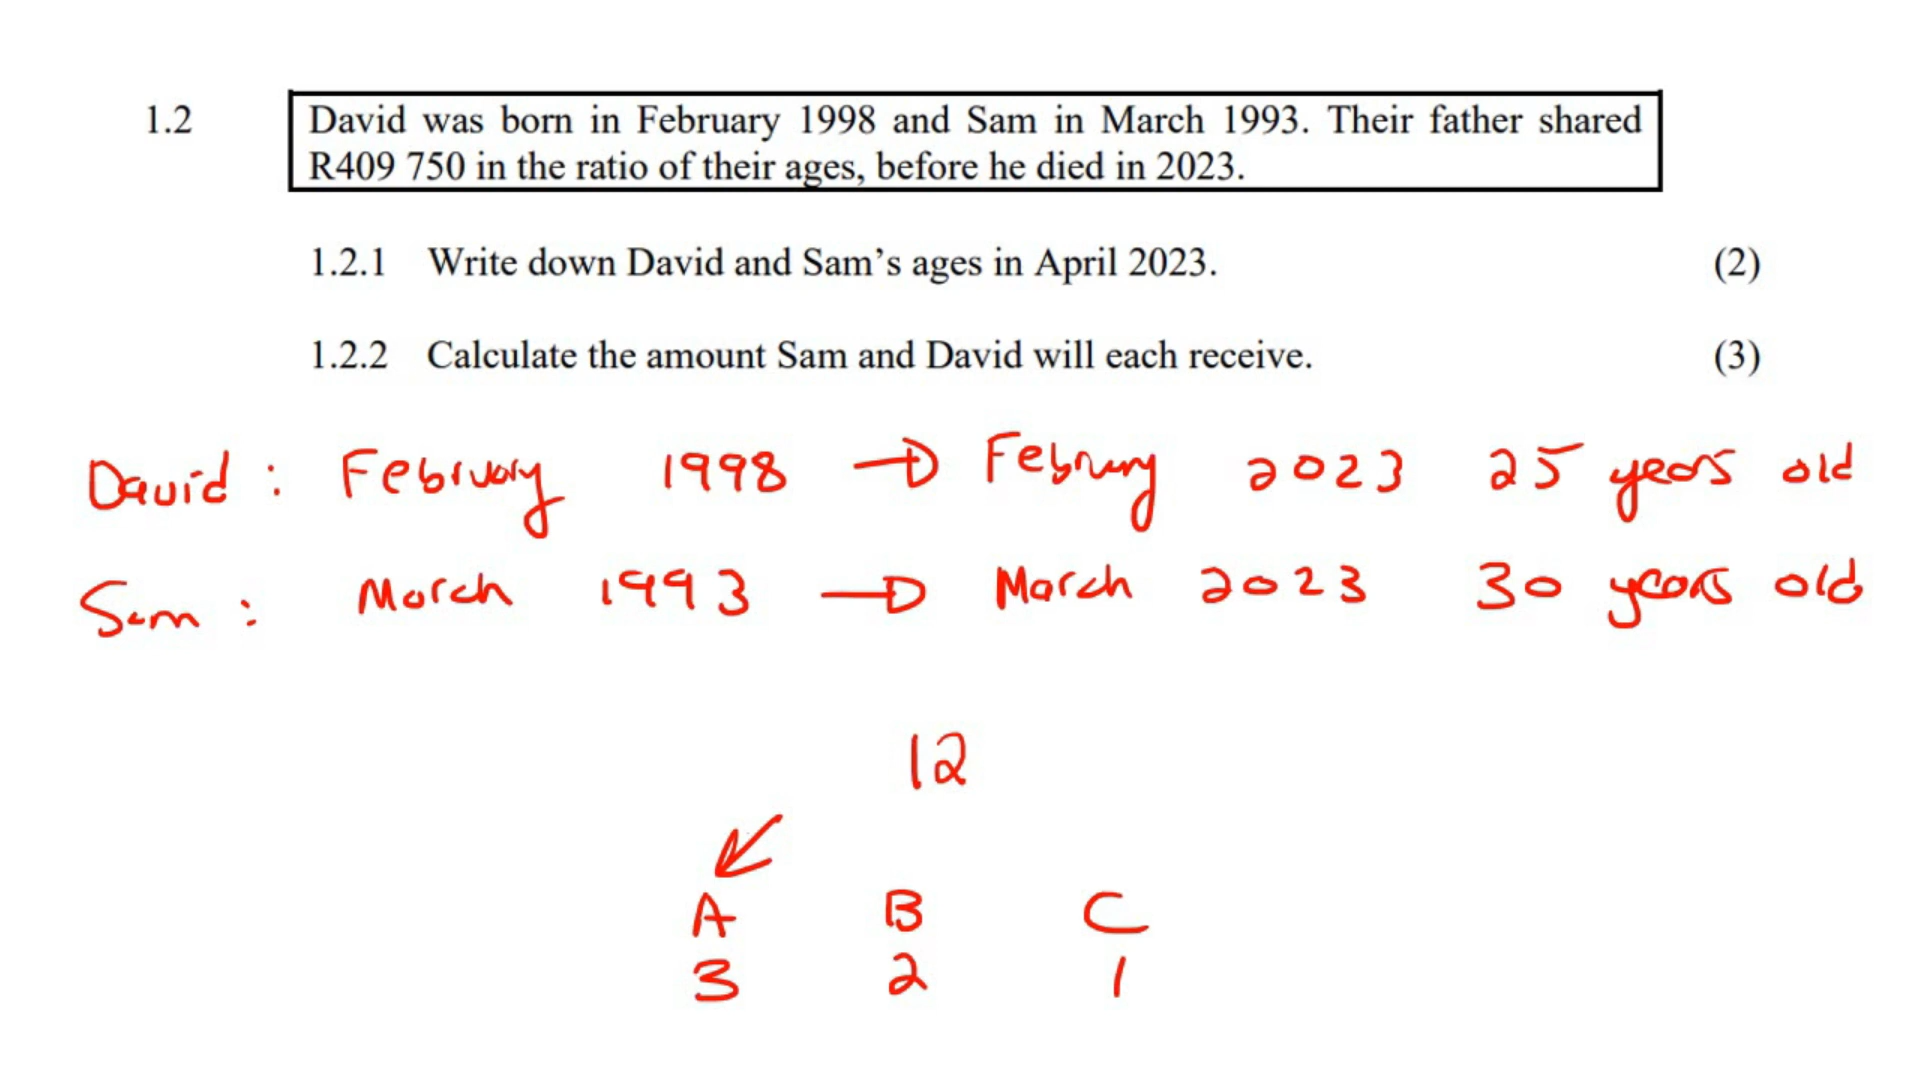 1.2 David was born in February 1998 and Sam in March 1993. Their father shared
R409 750 in the ratio of their ages, before he died in 2023.
1.2.1 Write down David and Sam's ages in April 2023. (2)
1.2.2 Calculate the amount Sam and David will each receive. (3)
David : February 1998 → Februry 2023 25 years old
Sam : March 1993 → March 2023 30 years old
12
A B C
3 2 1